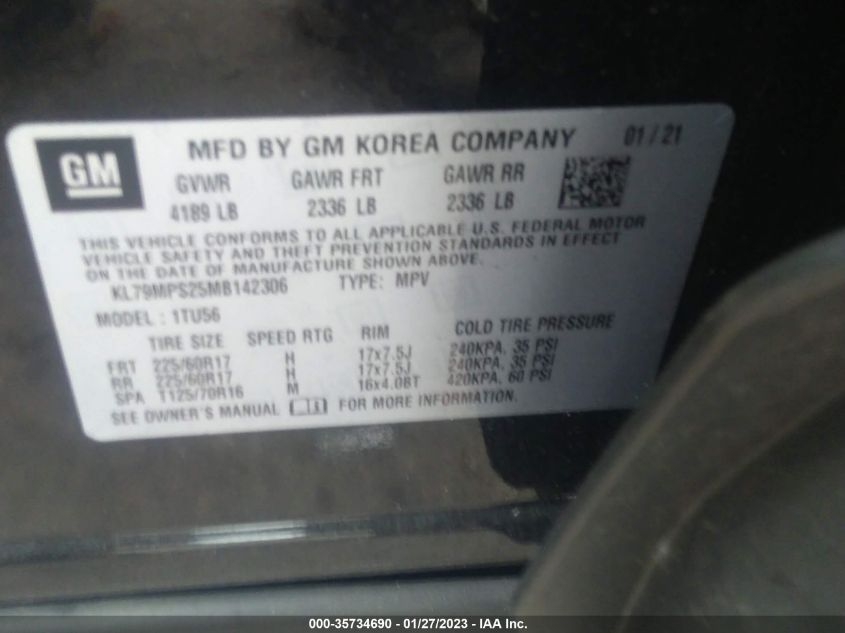 GM
MFD BY GM KOREA COMPANY 01/21
GVWR GAWR FRT GAWR RR
4189 LB 2336 LB 2336 LB
THIS VEHICLE CONFORMS TO ALL APPLICABLE U.S. FEDERAL MOTOR
VEHICLE SAFETY AND THEFT PREVENTION STANDARDS IN EFFECT
ON THE DATE OF MANUFACTURE SHOWN ABOVE.
KL79MPS25MB142306 TYPE: MPV
MODEL: 1TU56
TIRE SIZE SPEED RTG RIM COLD TIRE PRESSURE
FRT 225/60R17 H 17x7.5J 240KPA, 35 PSI
RR 225/60R17 H 17x7.5J 240KPA, 35 PSI
SPA T125/70R16 M 16x4.0BT 420KPA, 60 PSI
SEE OWNER'S MANUAL FOR MORE INFORMATION.
000-35734690 - 01/27/2023 - IAA Inc.